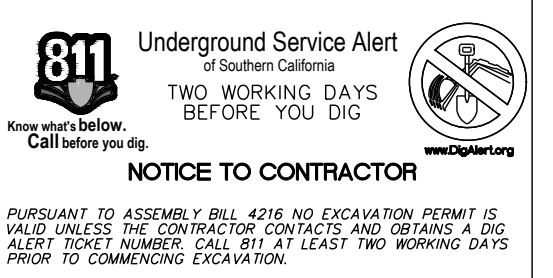 811
Know what's below.
Call before you dig.
Underground Service Alert
of Southern California
TWO WORKING DAYS
BEFORE YOU DIG
www.DigAlert.org
NOTICE TO CONTRACTOR
PURSUANT TO ASSEMBLY BILL 4216 NO EXCAVATION PERMIT IS
VALID UNLESS THE CONTRACTOR CONTACTS AND OBTAINS A DIG
ALERT TICKET NUMBER. CALL 811 AT LEAST TWO WORKING DAYS
PRIOR TO COMMENCING EXCAVATION.